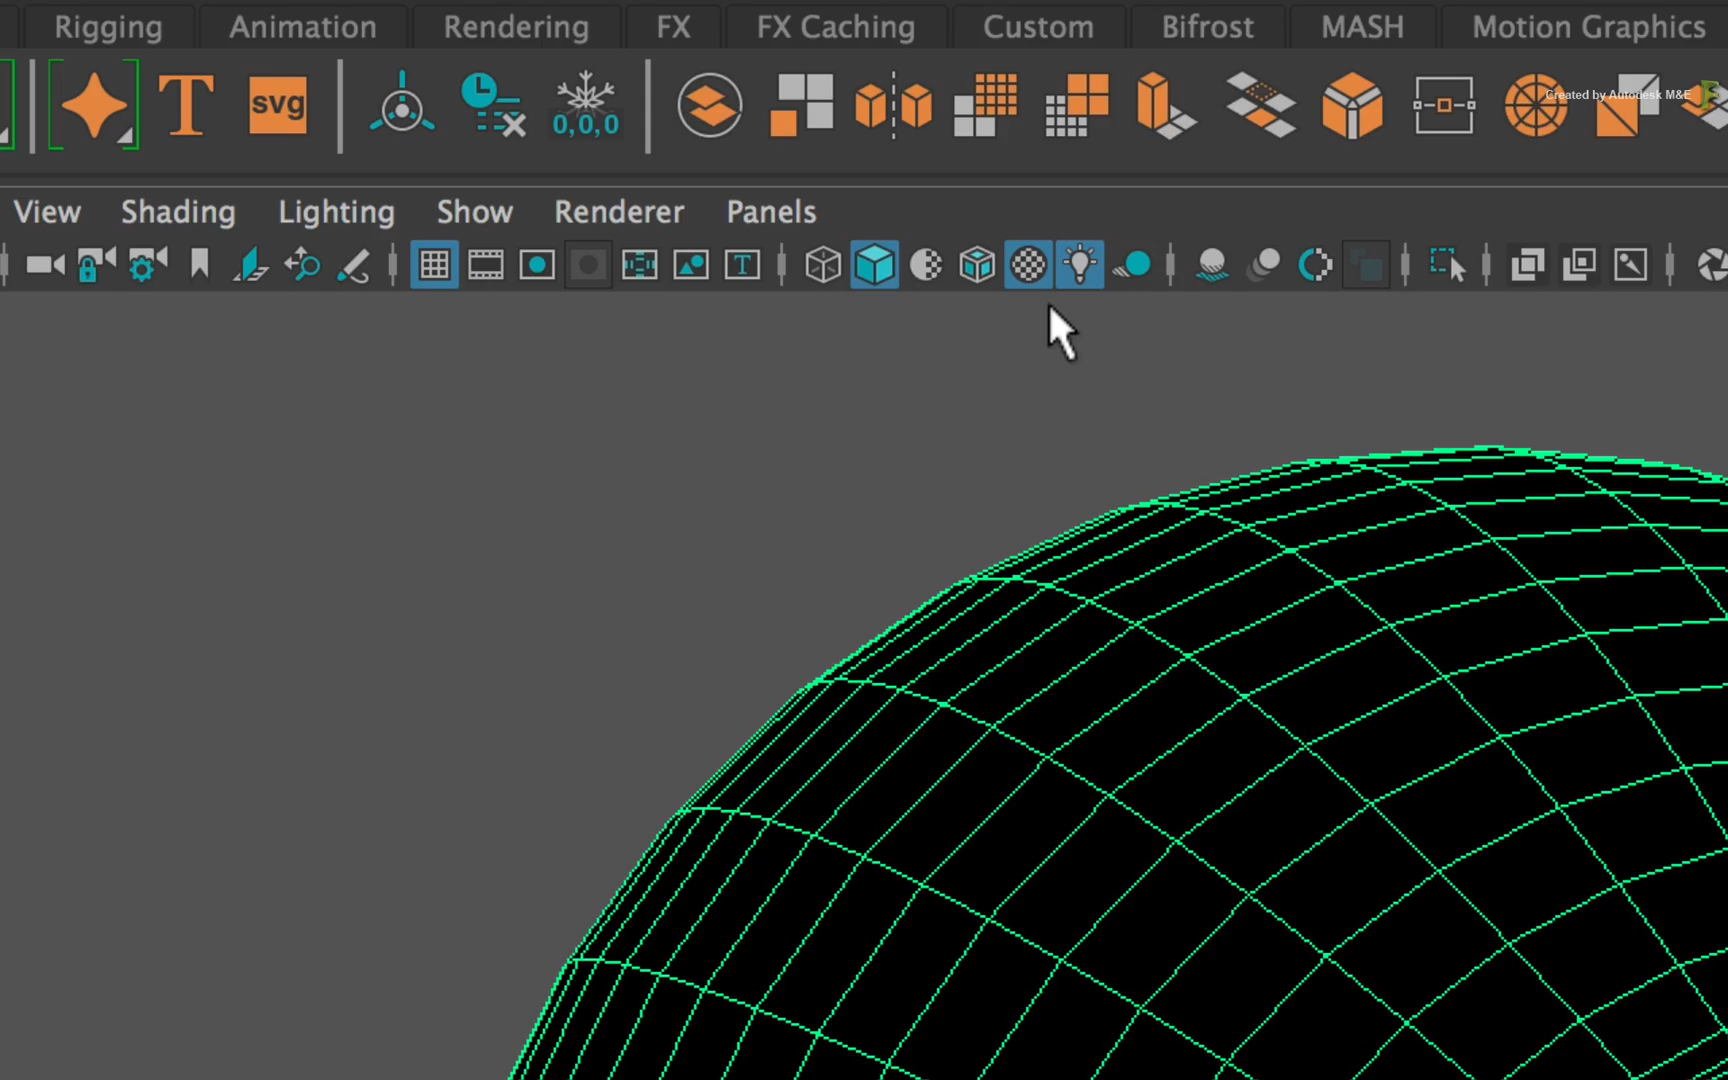 Rigging Animation Rendering FX FX Caching Custom Bifrost MASH Motion Graphics
T svg 0,0,0 Created by Autodesk M&E
View Shading Lighting Show Renderer Panels
T